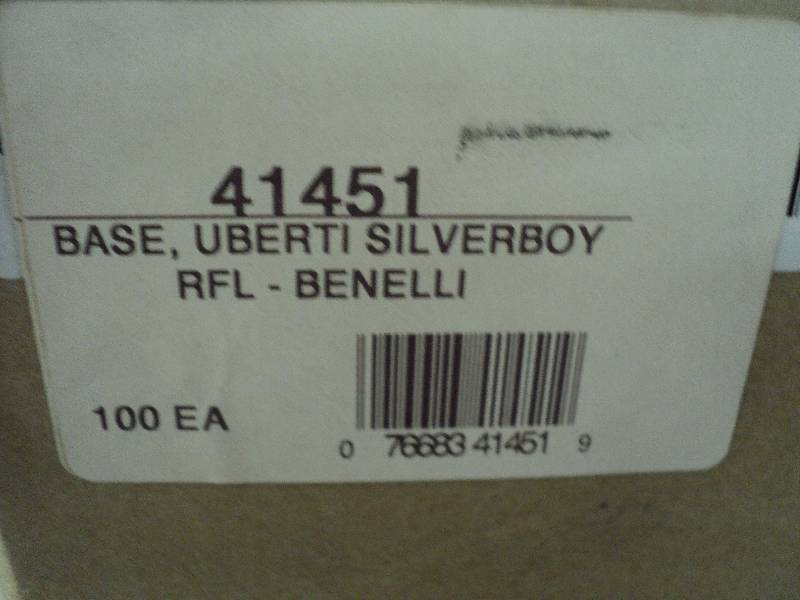 41451
BASE, UBERTI SILVERBOY
RFL - BENELLI
100 EA
0 76683 41451 9